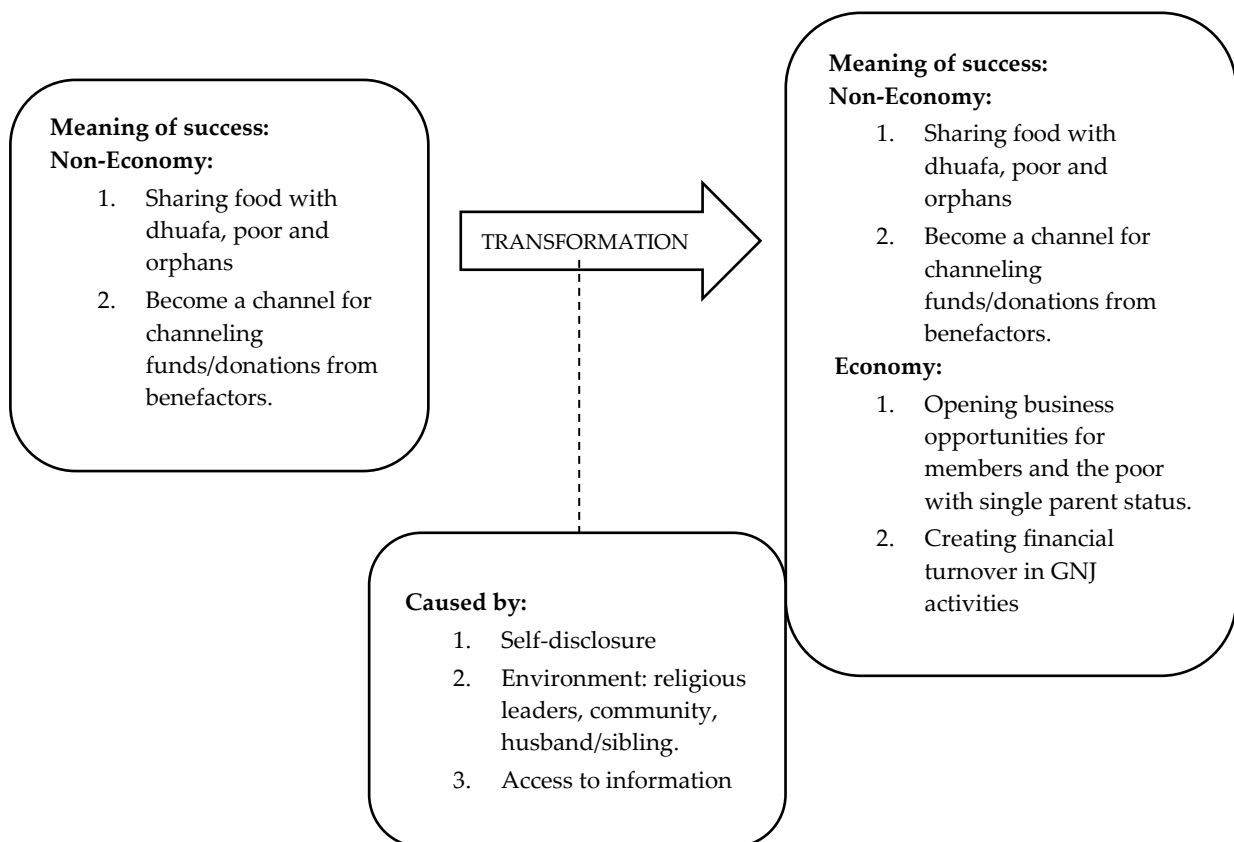 Meaning of success:
Non-Economy:
1. Sharing food with
dhuafa, poor and
orphans
2. Become a channel for
channeling
funds/donations from
benefactors.
TRANSFORMATION
Meaning of success:
Non-Economy:
1. Sharing food with
dhuafa, poor and
orphans
2. Become a channel for
channeling
funds/donations from
benefactors.
Economy:
1. Opening business
opportunities for
members and the poor
with single parent status.
2. Creating financial
turnover in GNJ
activities
Caused by:
1. Self-disclosure
2. Environment: religious
leaders, community,
husband/sibling.
3. Access to information